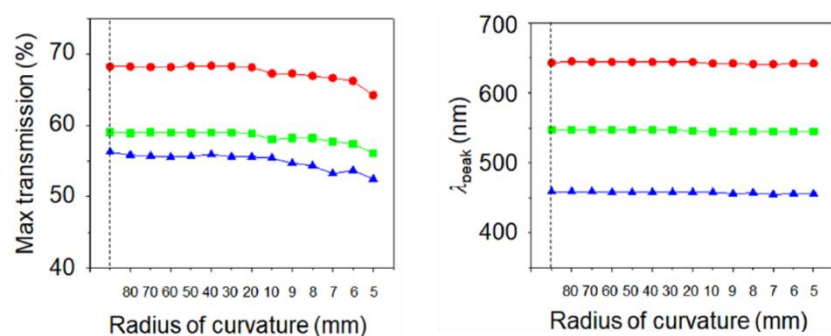 Max transmission (%)
70
60
50
40
80 70 60 50 40 30 20 10 9 8 7 6 5
Radius of curvature (mm)
λpeak (nm)
700
600
500
400
80 70 60 50 40 30 20 10 9 8 7 6 5
Radius of curvature (mm)